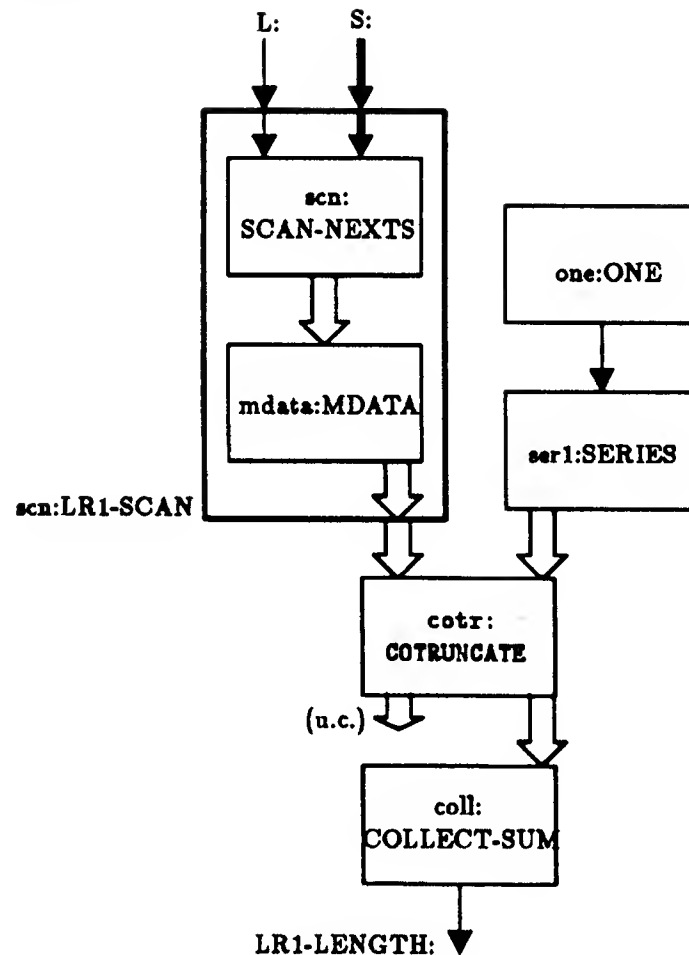 L: S:
scn:
SCAN-NEXTS
one:ONE
mdata:MDATA
ser1:SERIES
scn:LR1-SCAN
cotr:
COTRUNCATE
(u.c.)
coll:
COLLECT-SUM
LR1-LENGTH: